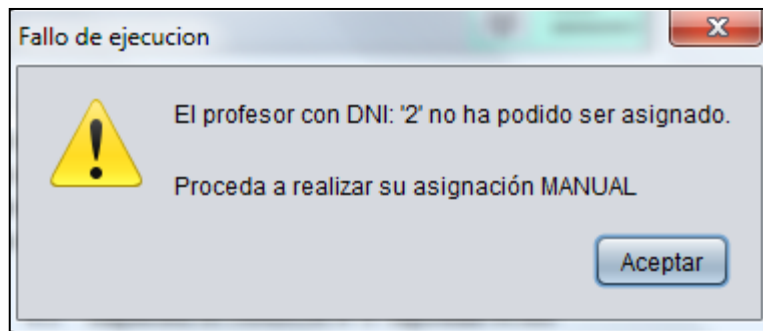 Fallo de ejecucion
El profesor con DNI: '2' no ha podido ser asignado.
Proceda a realizar su asignación MANUAL
Aceptar